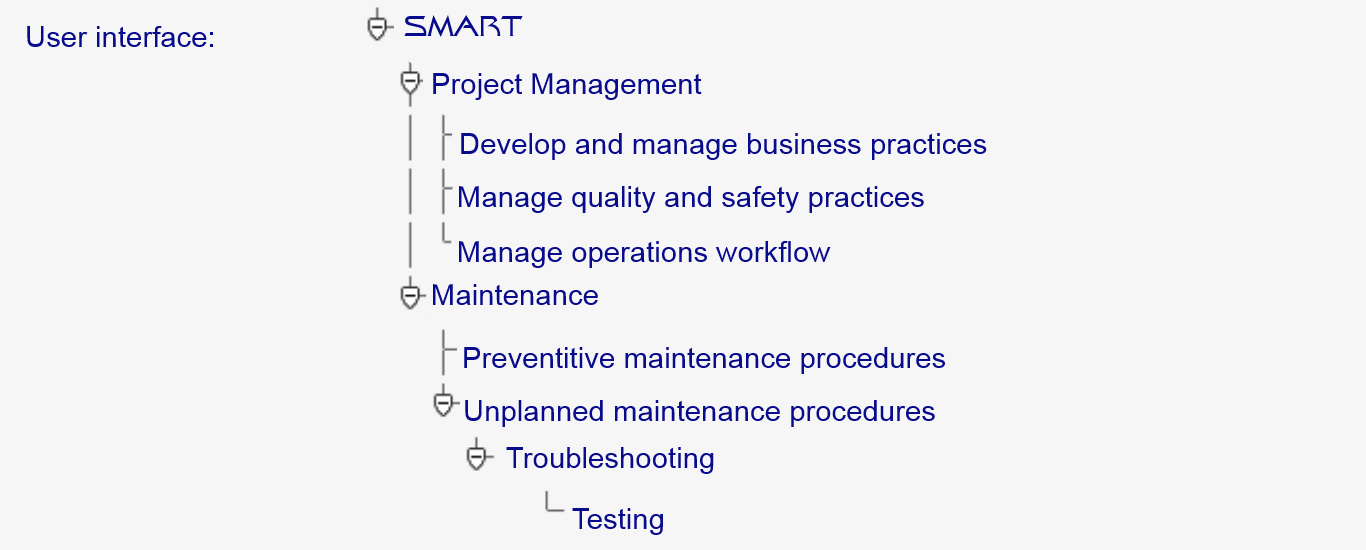 User interface:
SMART
Project Management
Develop and manage business practices
Manage quality and safety practices
Manage operations workflow
Maintenance
Preventitive maintenance procedures
Unplanned maintenance procedures
Troubleshooting
Testing